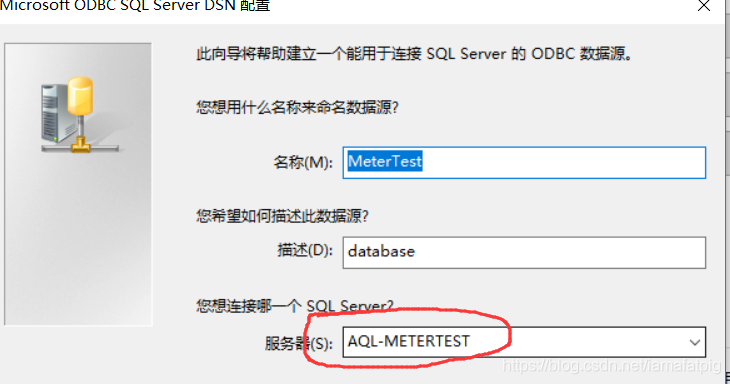 Microsoft ODBC SQL Server DSN 配置
此向导将帮助建立一个能用于连接 SQL Server 的 ODBC 数据源。
您想用什么名称来命名数据源?
名称(M): MeterTest
您希望如何描述此数据源?
描述(D): database
您想连接哪一个 SQL Server?
服务器(S): AQL-METERTEST
https://blog.csdn.net/iamafatpig